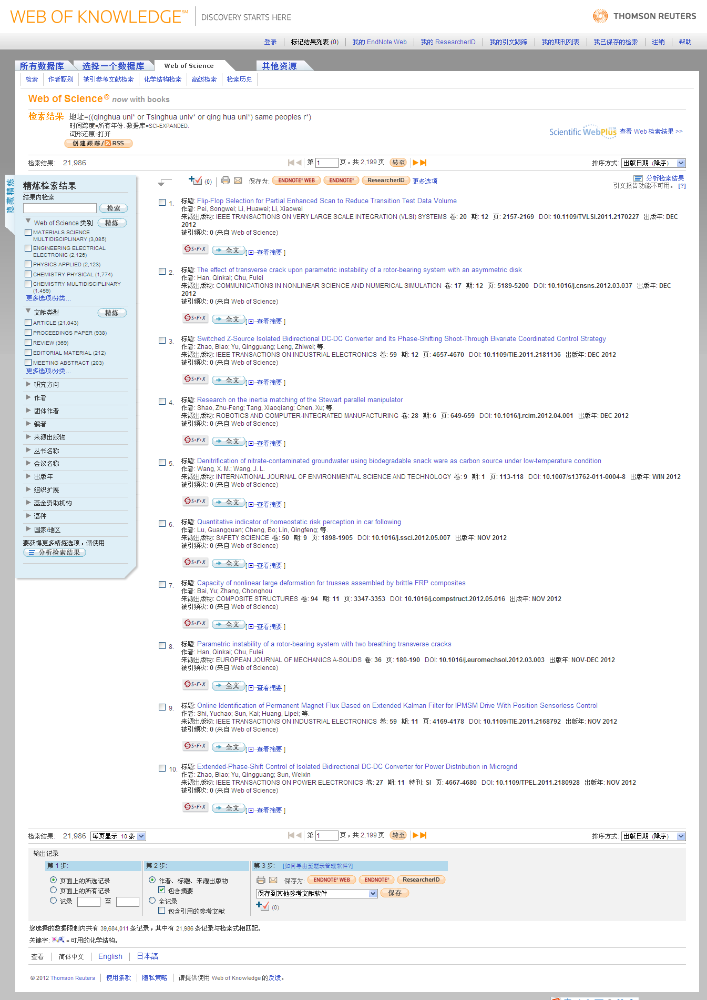 WEB OF KNOWLEDGE℠ DISCOVERY STARTS HERE
THOMSON REUTERS
登录 标记结果列表 (0) 我的 EndNote Web 我的 ResearcherID 我的引文跟踪 我的期刊列表 我已保存的检索 注销 帮助
所有数据库 选择一个数据库 Web of Science 其他资源
检索 作者甄别 被引参考文献检索 化学结构检索 高级检索 检索历史
Web of Science® now with books
检索结果 地址=((qinghua uni* or Tsinghua univ* or qing hua uni*) same peoples r*)
时间跨度=所有年份. 数据库=SCI-EXPANDED.
词形还原=打开
创建跟踪/ RSS
Scientific WebPlus BETA 查看 Web 检索结果 >>
检索结果: 21,986 第 1 页，共 2,199 页 转至 排序方式: 出版日期 (降序)
隐藏精炼
精炼检索结果
结果内检索
检索
Web of Science 类别 精炼
MATERIALS SCIENCE
MULTIDISCIPLINARY (3,085)
ENGINEERING ELECTRICAL
ELECTRONIC (2,126)
PHYSICS APPLIED (2,123)
CHEMISTRY PHYSICAL (1,774)
CHEMISTRY MULTIDISCIPLINARY
(1,459)
更多选项/分类...
文献类型 精炼
ARTICLE (21,043)
PROCEEDINGS PAPER (938)
REVIEW (369)
EDITORIAL MATERIAL (212)
MEETING ABSTRACT (203)
更多选项/分类...
研究方向
作者
团体作者
编者
来源出版物
丛书名称
会议名称
出版年
组织扩展
基金资助机构
语种
国家/地区
要获得更多精炼选项，请使用
分析检索结果
(0) 保存为: ENDNOTE® WEB ENDNOTE® ResearcherID 更多选项
分析检索结果
引文报告功能不可用。 [?]
1. 标题: Flip-Flop Selection for Partial Enhanced Scan to Reduce Transition Test Data Volume
作者: Pei, Songwei; Li, Huawei; Li, Xiaowei
来源出版物: IEEE TRANSACTIONS ON VERY LARGE SCALE INTEGRATION (VLSI) SYSTEMS 卷: 20 期: 12 页: 2157-2169 DOI: 10.1109/TVLSI.2011.2170227 出版年: DEC
2012
被引频次: 0 (来自 Web of Science)
S·F·X 全文 [ 查看摘要 ]
2. 标题: The effect of transverse crack upon parametric instability of a rotor-bearing system with an asymmetric disk
作者: Han, Qinkai; Chu, Fulei
来源出版物: COMMUNICATIONS IN NONLINEAR SCIENCE AND NUMERICAL SIMULATION 卷: 17 期: 12 页: 5189-5200 DOI: 10.1016/j.cnsns.2012.03.037 出版年: DEC
2012
被引频次: 0 (来自 Web of Science)
S·F·X 全文 [ 查看摘要 ]
3. 标题: Switched Z-Source Isolated Bidirectional DC-DC Converter and Its Phase-Shifting Shoot-Through Bivariate Coordinated Control Strategy
作者: Zhao, Biao; Yu, Qingguang; Leng, Zhiwei; 等.
来源出版物: IEEE TRANSACTIONS ON INDUSTRIAL ELECTRONICS 卷: 59 期: 12 页: 4657-4670 DOI: 10.1109/TIE.2011.2181136 出版年: DEC 2012
被引频次: 0 (来自 Web of Science)
S·F·X 全文 [ 查看摘要 ]
4. 标题: Research on the inertia matching of the Stewart parallel manipulator
作者: Shao, Zhu-Feng; Tang, Xiaoqiang; Chen, Xu; 等.
来源出版物: ROBOTICS AND COMPUTER-INTEGRATED MANUFACTURING 卷: 28 期: 6 页: 649-659 DOI: 10.1016/j.rcim.2012.04.001 出版年: DEC 2012
被引频次: 0 (来自 Web of Science)
S·F·X 全文 [ 查看摘要 ]
5. 标题: Denitrification of nitrate-contaminated groundwater using biodegradable snack ware as carbon source under low-temperature condition
作者: Wang, X. M.; Wang, J. L.
来源出版物: INTERNATIONAL JOURNAL OF ENVIRONMENTAL SCIENCE AND TECHNOLOGY 卷: 9 期: 1 页: 113-118 DOI: 10.1007/s13762-011-0004-8 出版年: WIN 2012
被引频次: 0 (来自 Web of Science)
S·F·X 全文 [ 查看摘要 ]
6. 标题: Quantitative indicator of homeostatic risk perception in car following
作者: Lu, Guangquan; Cheng, Bo; Lin, Qingfeng; 等.
来源出版物: SAFETY SCIENCE 卷: 50 期: 9 页: 1898-1905 DOI: 10.1016/j.ssci.2012.05.007 出版年: NOV 2012
被引频次: 0 (来自 Web of Science)
S·F·X 全文 [ 查看摘要 ]
7. 标题: Capacity of nonlinear large deformation for trusses assembled by brittle FRP composites
作者: Bai, Yu; Zhang, Chonghou
来源出版物: COMPOSITE STRUCTURES 卷: 94 期: 11 页: 3347-3353 DOI: 10.1016/j.compstruct.2012.05.016 出版年: NOV 2012
被引频次: 0 (来自 Web of Science)
S·F·X 全文 [ 查看摘要 ]
8. 标题: Parametric instability of a rotor-bearing system with two breathing transverse cracks
作者: Han, Qinkai; Chu, Fulei
来源出版物: EUROPEAN JOURNAL OF MECHANICS A-SOLIDS 卷: 36 页: 180-190 DOI: 10.1016/j.euromechsol.2012.03.003 出版年: NOV-DEC 2012
被引频次: 0 (来自 Web of Science)
S·F·X 全文 [ 查看摘要 ]
9. 标题: Online Identification of Permanent Magnet Flux Based on Extended Kalman Filter for IPMSM Drive With Position Sensorless Control
作者: Shi, Yuchao; Sun, Kai; Huang, Lipei; 等.
来源出版物: IEEE TRANSACTIONS ON INDUSTRIAL ELECTRONICS 卷: 59 期: 11 页: 4169-4178 DOI: 10.1109/TIE.2011.2168792 出版年: NOV 2012
被引频次: 0 (来自 Web of Science)
S·F·X 全文 [ 查看摘要 ]
10. 标题: Extended-Phase-Shift Control of Isolated Bidirectional DC-DC Converter for Power Distribution in Microgrid
作者: Zhao, Biao; Yu, Qingguang; Sun, Weixin
来源出版物: IEEE TRANSACTIONS ON POWER ELECTRONICS 卷: 27 期: 11 特刊: SI 页: 4667-4680 DOI: 10.1109/TPEL.2011.2180928 出版年: NOV 2012
被引频次: 0 (来自 Web of Science)
S·F·X 全文 [ 查看摘要 ]
检索结果: 21,986 每页显示 10 条 第 1 页，共 2,199 页 转至 排序方式: 出版日期 (降序)
输出记录
第 1 步: 第 2 步: 第 3 步: [如何导出至题录管理软件?]
页面上的所选记录
页面上的所有记录
记录 至
作者、标题、来源出版物
包含摘要
全记录
包含引用的参考文献
保存为: ENDNOTE® WEB ENDNOTE® ResearcherID
保存到其他参考文献软件 保存
(0)
您选择的数据限制内共有 39,684,011 条记录，其中有 21,986 条记录与检索式相匹配。
关键字: = 可用的化学结构。
查看 简体中文 English 日本語
© 2012 Thomson Reuters 使用条款 隐私策略 请提供使用 Web of Knowledge 的反馈。